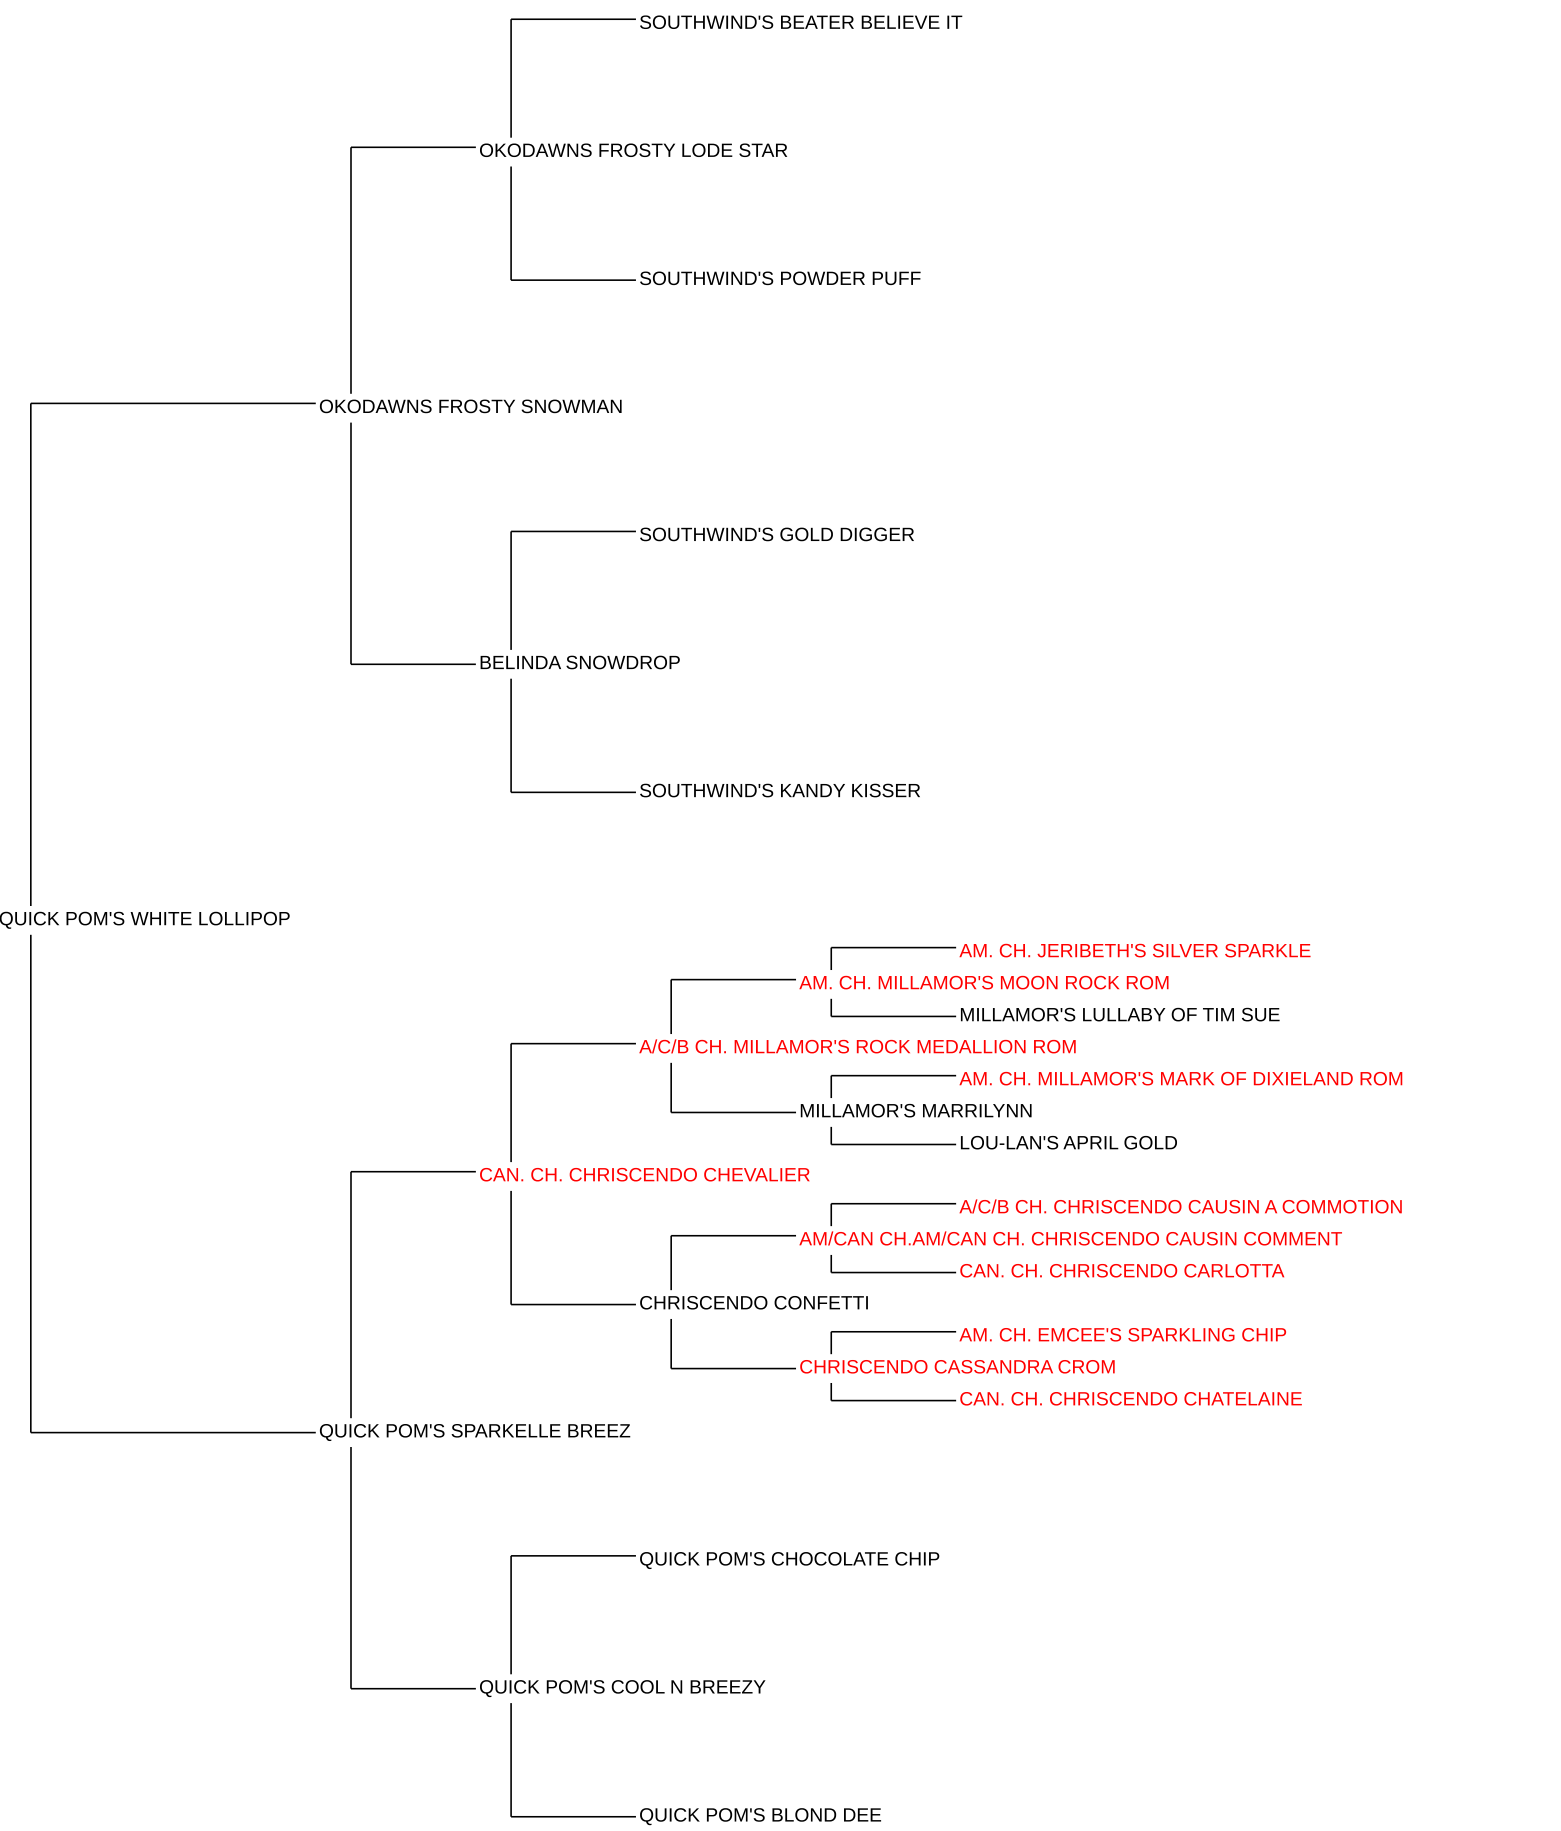 SOUTHWIND'S BEATER BELIEVE IT
OKODAWNS FROSTY LODE STAR
SOUTHWIND'S POWDER PUFF
OKODAWNS FROSTY SNOWMAN
SOUTHWIND'S GOLD DIGGER
BELINDA SNOWDROP
SOUTHWIND'S KANDY KISSER
QUICK POM'S WHITE LOLLIPOP
AM. CH. JERIBETH'S SILVER SPARKLE
AM. CH. MILLAMOR'S MOON ROCK ROM
MILLAMOR'S LULLABY OF TIM SUE
A/C/B CH. MILLAMOR'S ROCK MEDALLION ROM
AM. CH. MILLAMOR'S MARK OF DIXIELAND ROM
MILLAMOR'S MARRILYNN
LOU-LAN'S APRIL GOLD
CAN. CH. CHRISCENDO CHEVALIER
A/C/B CH. CHRISCENDO CAUSIN A COMMOTION
AM/CAN CH.AM/CAN CH. CHRISCENDO CAUSIN COMMENT
CAN. CH. CHRISCENDO CARLOTTA
CHRISCENDO CONFETTI
AM. CH. EMCEE'S SPARKLING CHIP
CHRISCENDO CASSANDRA CROM
CAN. CH. CHRISCENDO CHATELAINE
QUICK POM'S SPARKELLE BREEZ
QUICK POM'S CHOCOLATE CHIP
QUICK POM'S COOL N BREEZY
QUICK POM'S BLOND DEE